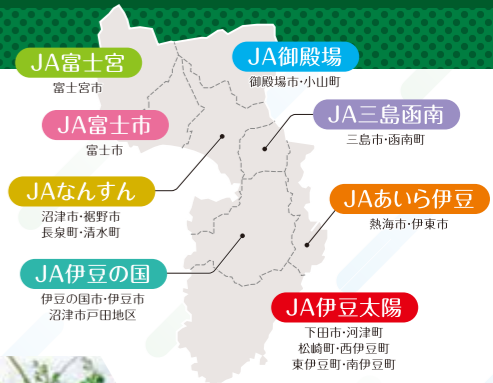 JA富士宮
富士宮市
JA御殿場
御殿場市・小山町
JA富士市
富士市
JA三島函南
三島市・函南町
JAなんすん
沼津市・裾野市
長泉町・清水町
JAあいら伊豆
熱海市・伊東市
JA伊豆の国
伊豆の国市・伊豆市
沼津市戸田地区
JA伊豆太陽
下田市・河津町
松崎町・西伊豆町
東伊豆町・南伊豆町